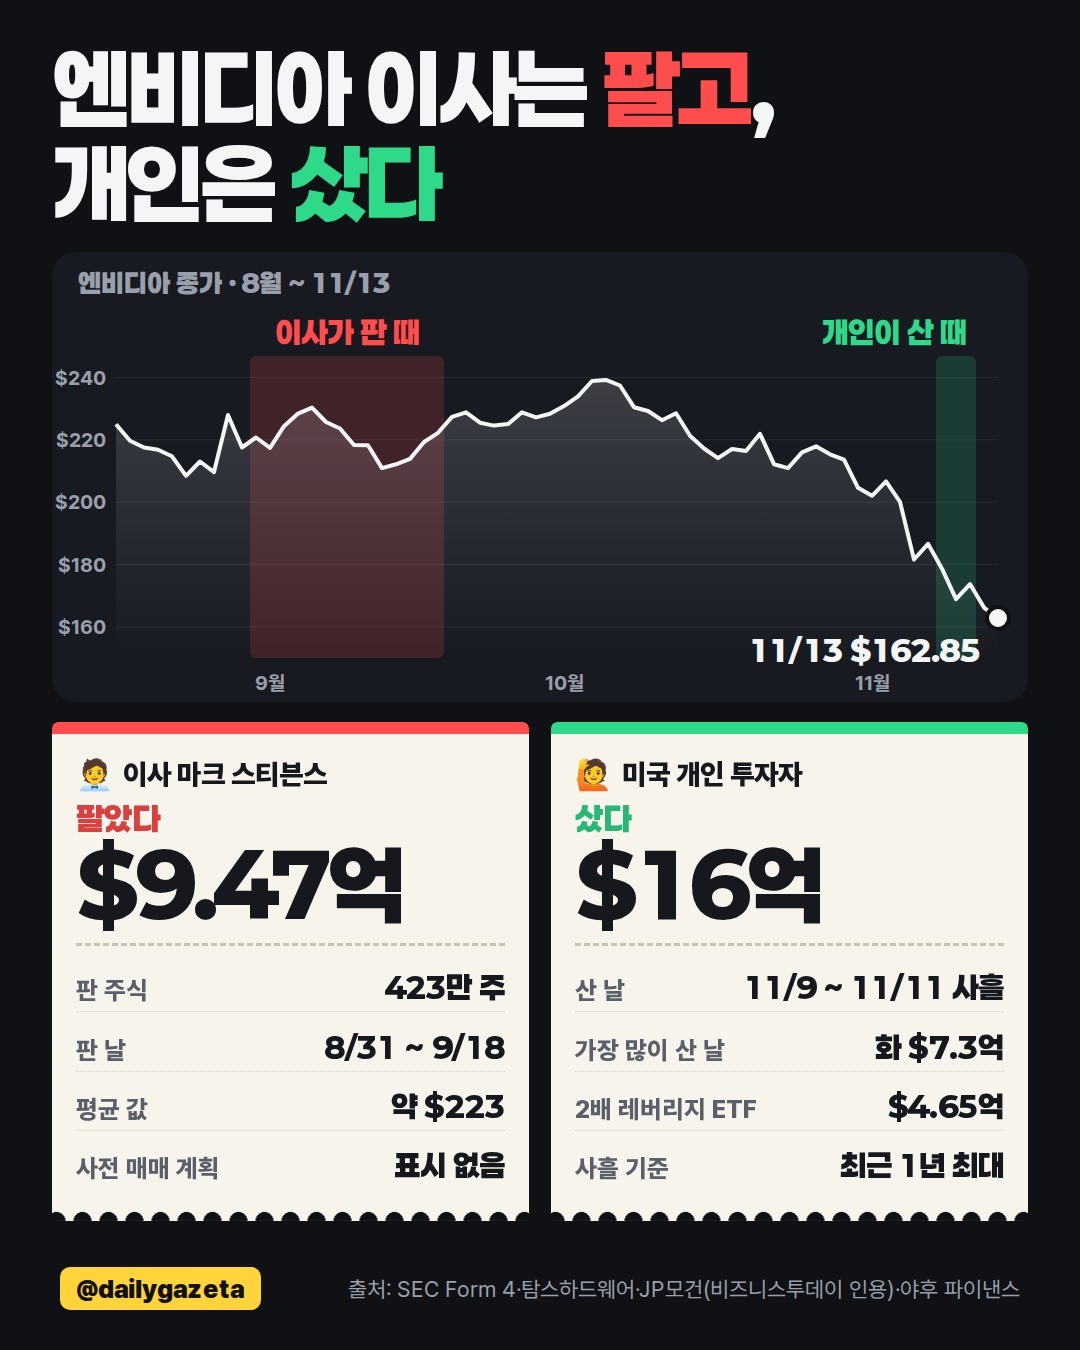 엔비디아 이사는 팔고,
개인은 샀다
엔비디아 종가 · 8월 ~ 11/13
이사가 판 때
개인이 산 때
$240
$220
$200
$180
$160
11/13 $162.85
9월
10월
11월
이사 마크 스티븐스
팔았다
$9.47억
판 주식 423만 주
판 날 8/31 ~ 9/18
평균 값 약 $223
사전 매매 계획 표시 없음
미국 개인 투자자
샀다
$16억
산 날 11/9 ~ 11/11 사흘
가장 많이 산 날 화 $7.3억
2배 레버리지 ETF $4.65억
사흘 기준 최근 1년 최대
@dailygazeta
출처: SEC Form 4·탐스하드웨어·JP모건(비즈니스투데이 인용)·야후 파이낸스